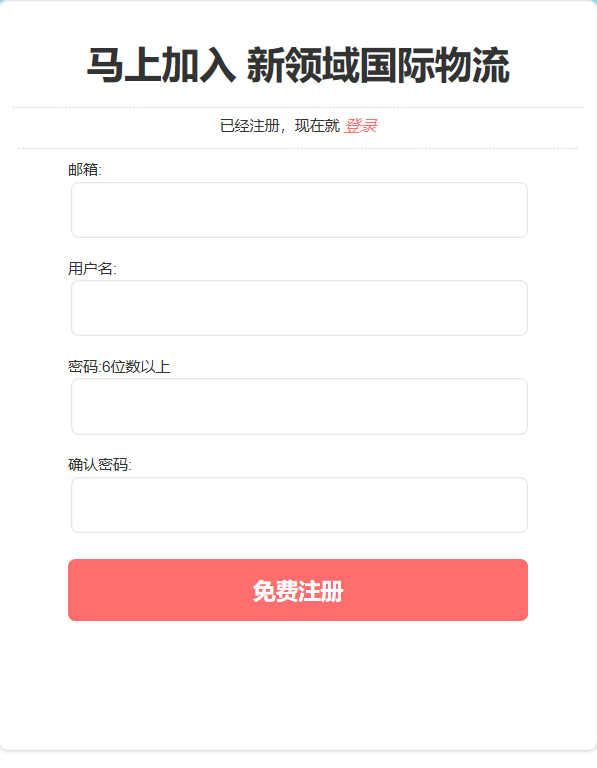 马上加入 新领域国际物流
已经注册，现在就 登录
邮箱:
用户名:
密码:6位数以上
确认密码:
免费注册